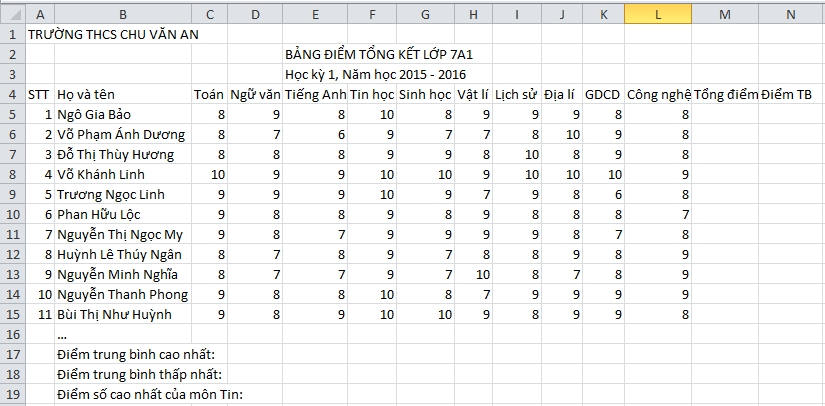 A B C D E F G H I J K L M N
1 TRƯỜNG THCS CHU VĂN AN
2 BẢNG ĐIỂM TỔNG KẾT LỚP 7A1
3 Học kỳ 1, Năm học 2015 - 2016
4 STT Họ và tên Toán Ngữ văn Tiếng Anh Tin học Sinh học Vật lí Lịch sử Địa lí GDCD Công nghệ Tổng điểm Điểm TB
5 1 Ngô Gia Bảo 8 9 8 10 8 9 9 9 8 8
6 2 Võ Phạm Ánh Dương 8 7 6 9 7 7 8 10 9 8
7 3 Đỗ Thị Thùy Hương 8 8 8 9 9 8 10 8 9 8
8 4 Võ Khánh Linh 10 9 9 10 10 9 10 10 10 9
9 5 Trương Ngọc Linh 9 9 9 10 9 7 9 8 6 8
10 6 Phan Hữu Lộc 9 8 8 9 8 9 8 8 8 7
11 7 Nguyễn Thị Ngọc My 9 8 7 9 9 9 9 8 7 8
12 8 Huỳnh Lê Thúy Ngân 8 7 8 9 7 8 8 9 8 9
13 9 Nguyễn Minh Nghĩa 8 7 7 9 7 10 8 7 8 9
14 10 Nguyễn Thanh Phong 9 8 8 10 8 7 9 9 9 9
15 11 Bùi Thị Như Huỳnh 9 8 9 10 10 9 8 9 9 8
16 ...
17 Điểm trung bình cao nhất:
18 Điểm trung bình thấp nhất:
19 Điểm số cao nhất của môn Tin: